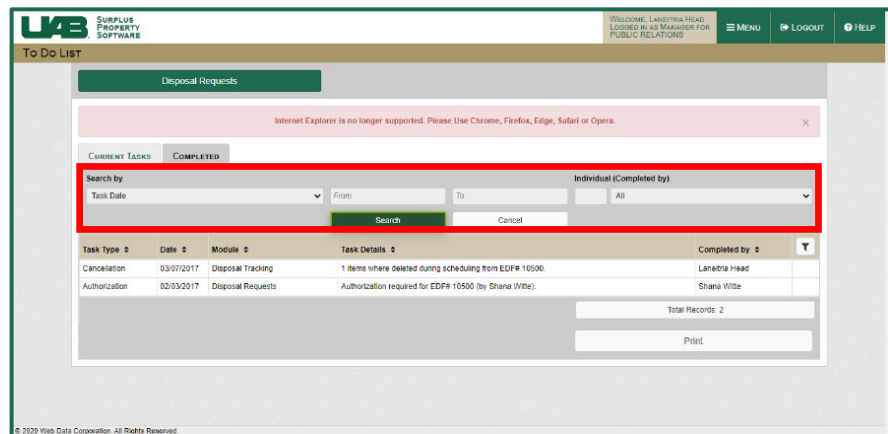 UAB
SURPLUS
PROPERTY
SOFTWARE
WELCOME, LANEITRIA HEAD
LOGGED IN AS MANAGER FOR
PUBLIC RELATIONS
MENU
LOGOUT
HELP
TO DO LIST
Disposal Requests
Internet Explorer is no longer supported. Please Use Chrome, Firefox, Edge, Safari or Opera. ×
CURRENT TASKS COMPLETED
Search by Individual (Completed by)
Task Date From To All
Search Cancel
Task Type Date Module Task Details Completed by
Cancellation 03/07/2017 Disposal Tracking 1 items where deleted during scheduling from EDF# 10500. Laneitria Head
Authorization 02/03/2017 Disposal Requests Authorization required for EDF# 10500 (by Shana Witte). Shana Witte
Total Records: 2
Print
© 2020 Web Data Corporation. All Rights Reserved.